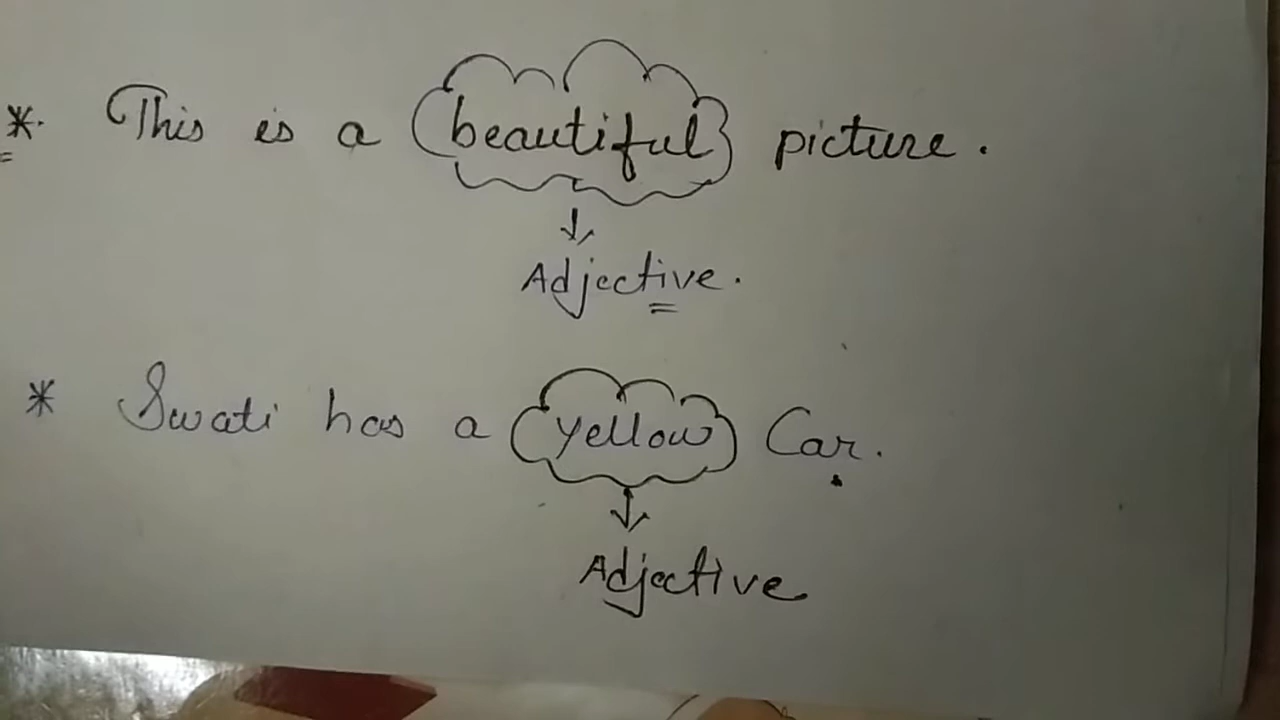 *. This is a beautiful picture.
Adjective.
* Swati has a yellow Car.
Adjective